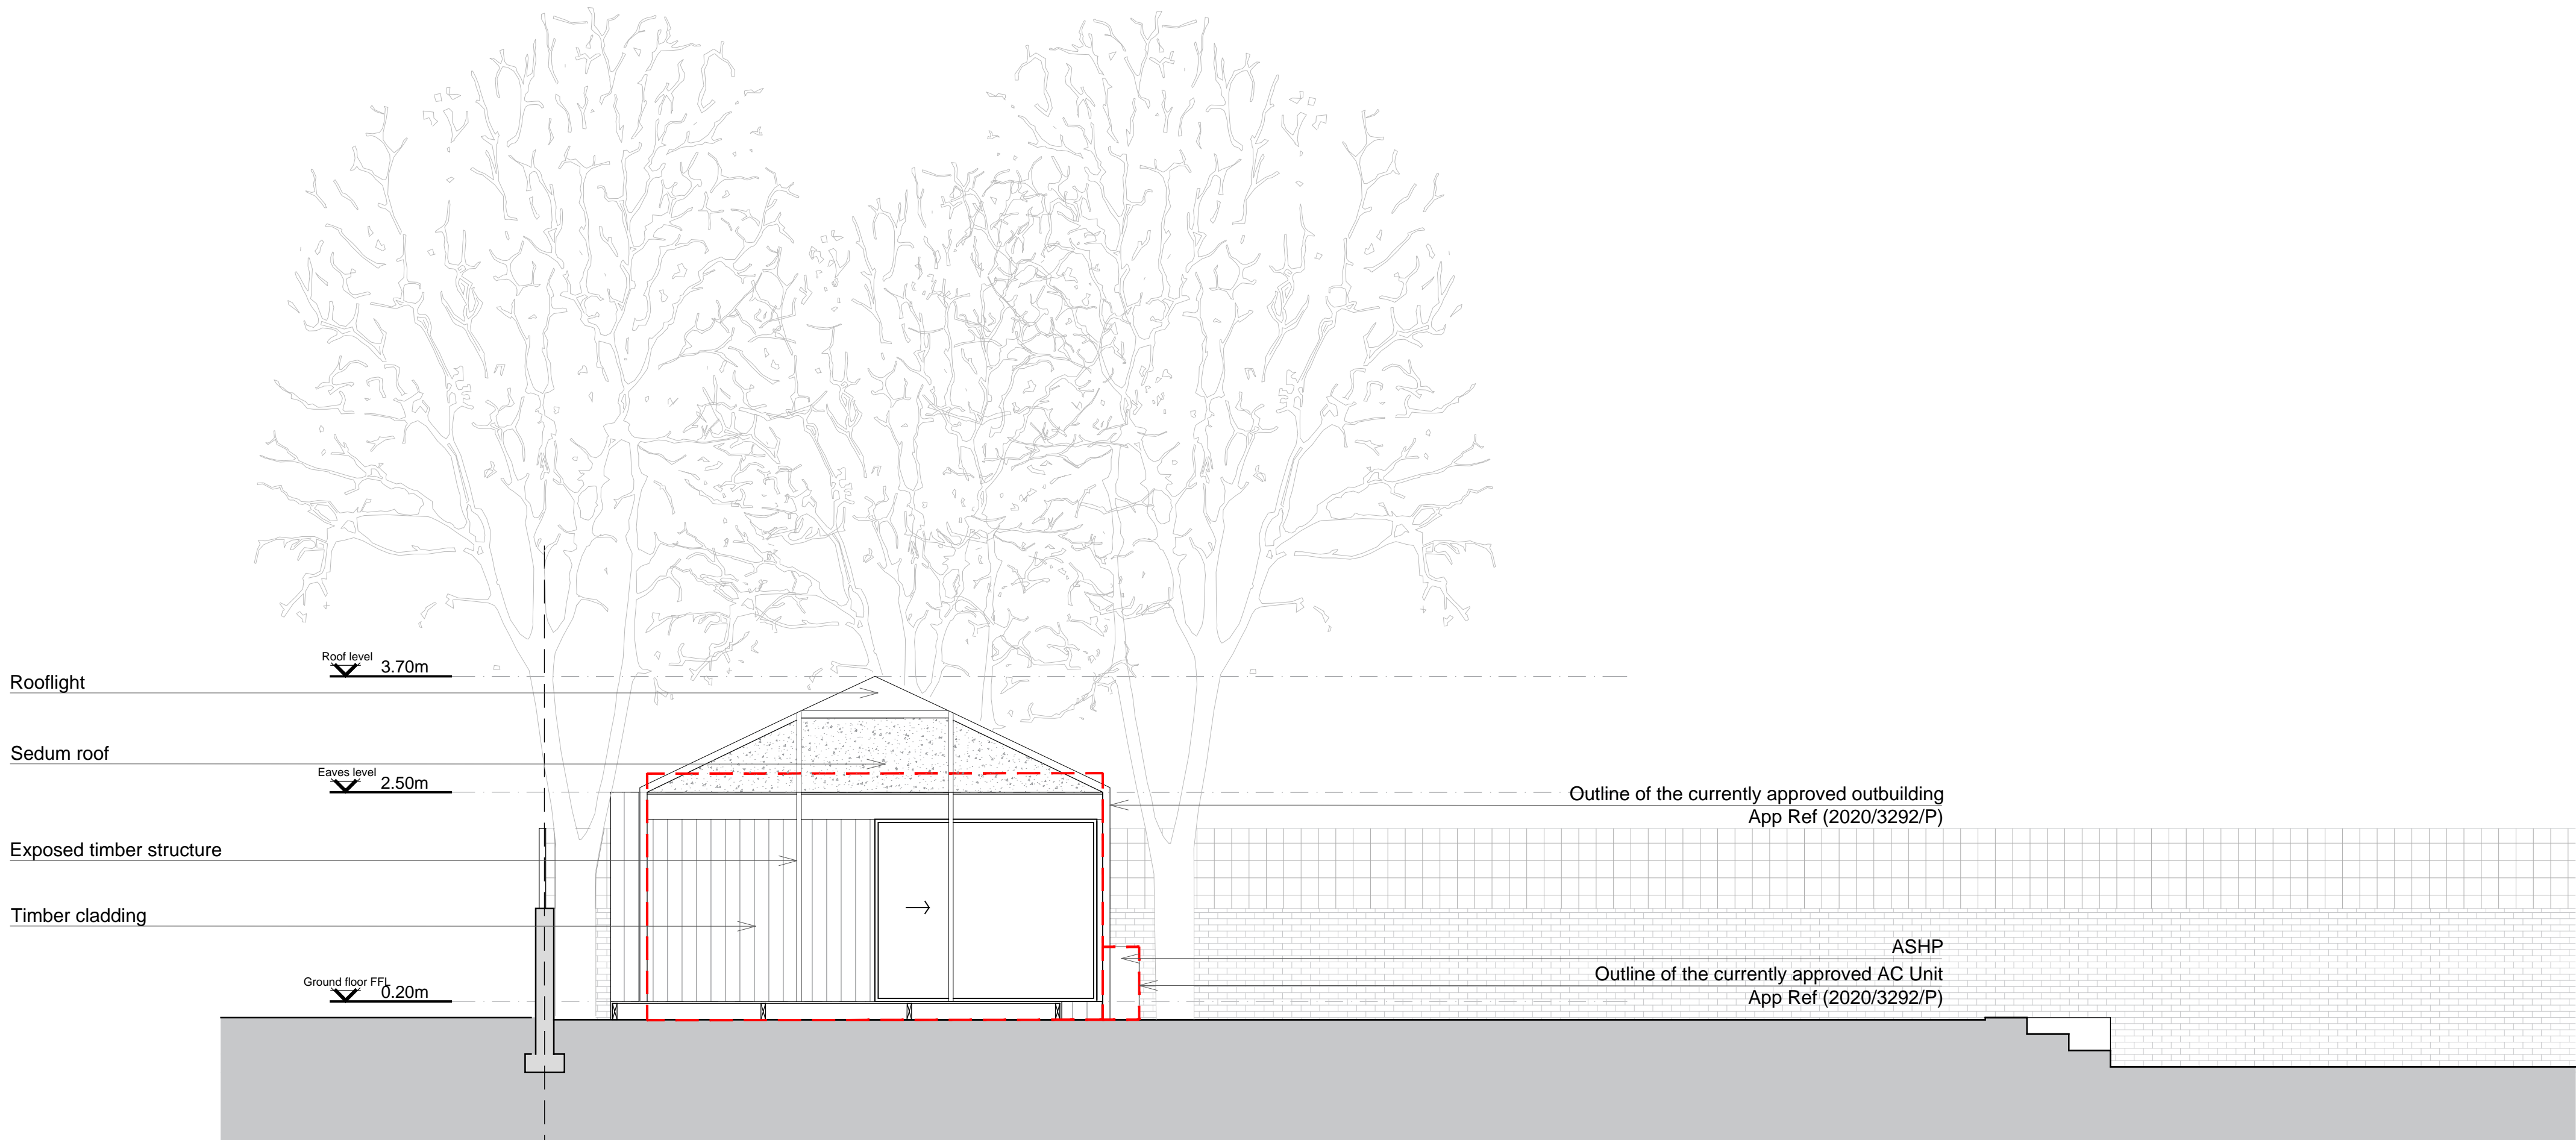 Roof level
3.70m
Rooflight
Sedum roof
Eaves level
2.50m
Outline of the currently approved outbuilding
App Ref (2020/3292/P)
Exposed timber structure
Timber cladding
ASHP
Outline of the currently approved AC Unit
App Ref (2020/3292/P)
Ground floor FFL
0.20m